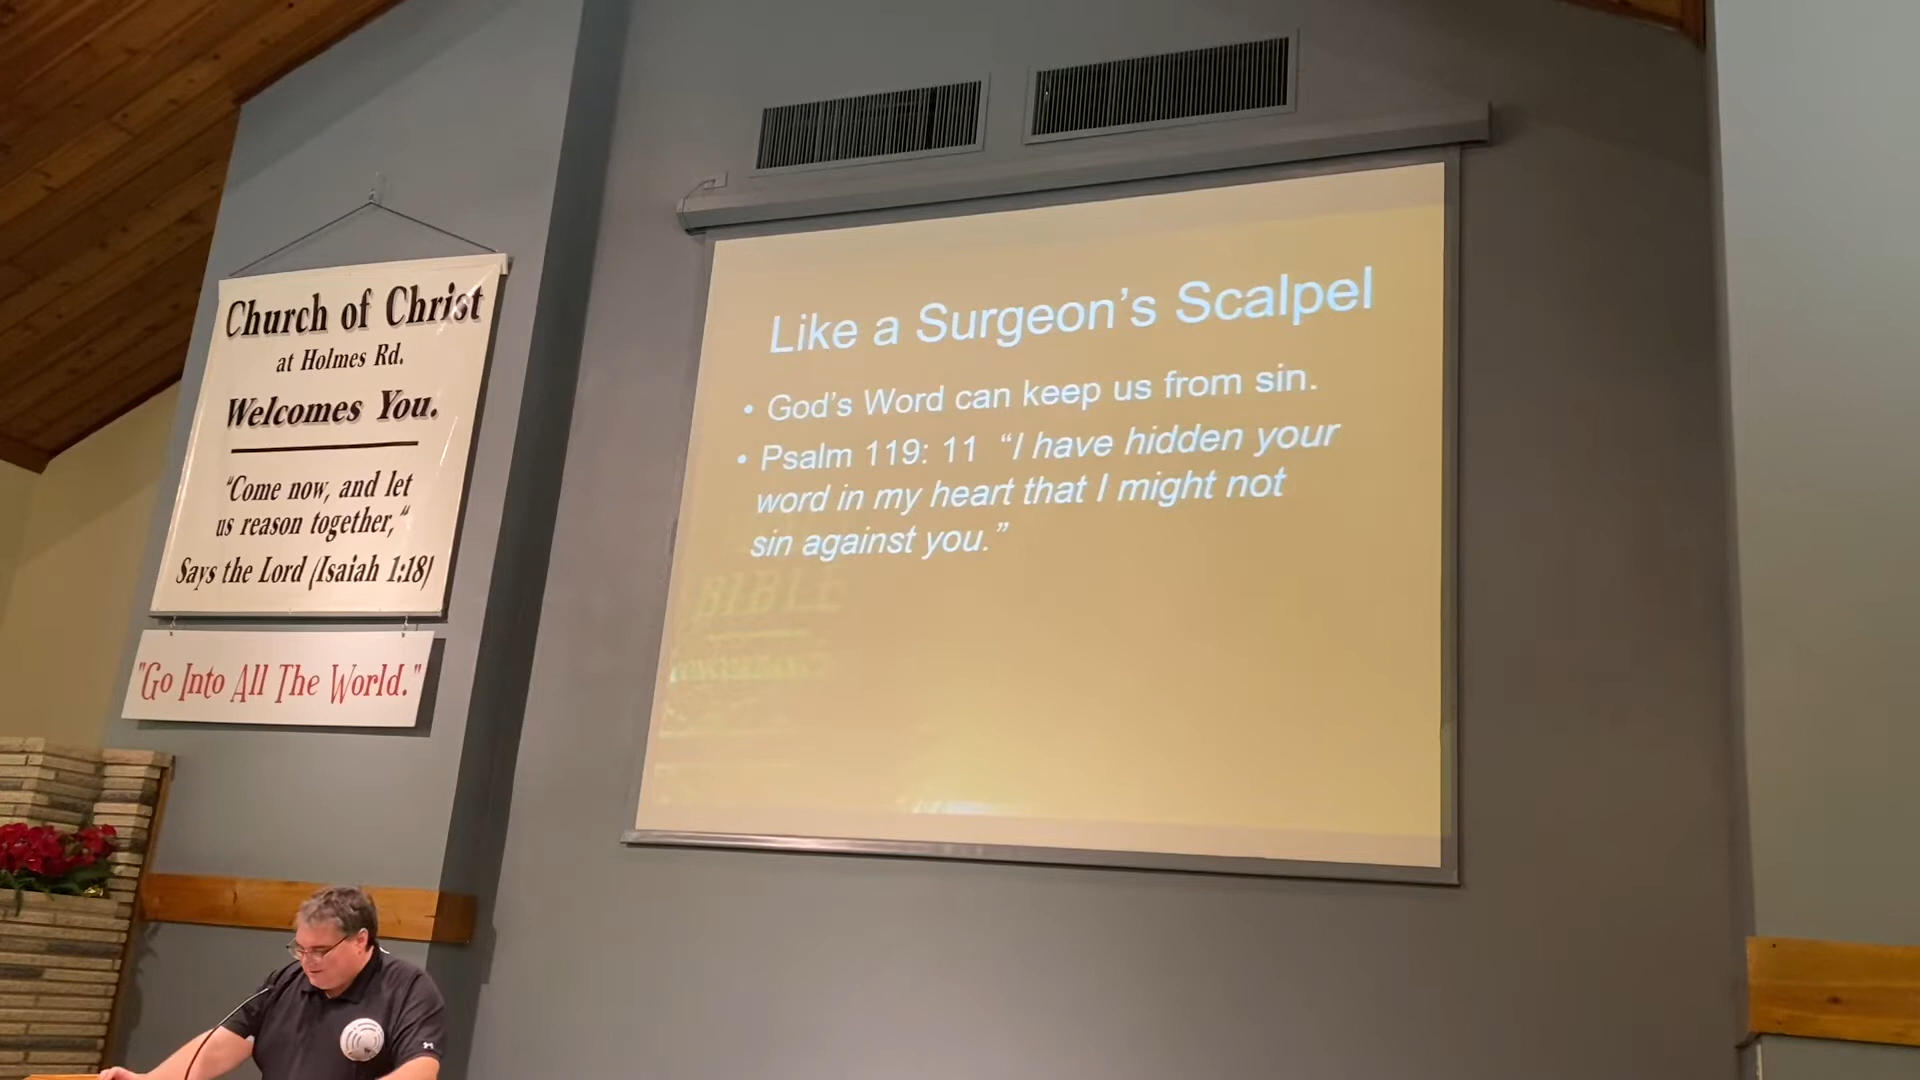 Church of Christ
at Holmes Rd.
Welcomes You.
"Come now, and let
us reason together,"
Says the Lord (Isaiah 1:18)
"Go Into All The World."
Like a Surgeon's Scalpel
• God's Word can keep us from sin.
• Psalm 119: 11 “I have hidden your
word in my heart that I might not
sin against you.”
BIBLE